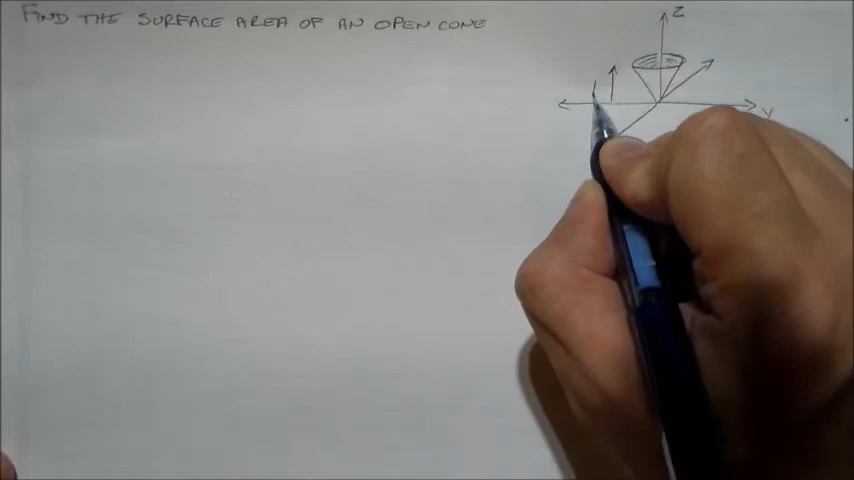 FIND THE SURFACE AREA OF AN OPEN CONE
Z
Y